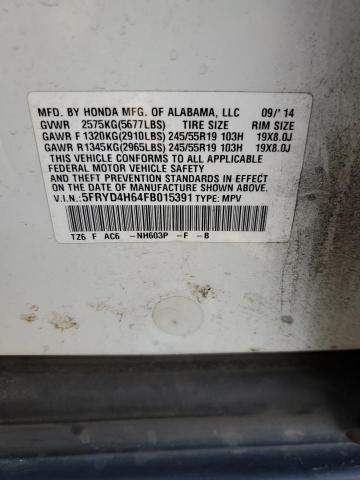 MFD. BY HONDA MFG. OF ALABAMA, LLC 09/'14
GVWR 2575KG(5677LBS) TIRE SIZE RIM SIZE
GAWR F 1320KG(2910LBS) 245/55R19 103H 19X8.0J
GAWR R 1345KG(2965LBS) 245/55R19 103H 19X8.0J
THIS VEHICLE CONFORMS TO ALL APPLICABLE
FEDERAL MOTOR VEHICLE SAFETY
AND THEFT PREVENTION STANDARDS IN EFFECT ON
THE DATE OF MANUFACTURE SHOWN ABOVE.
V.I.N.: 5FRYD4H64FB015391 TYPE: MPV
TZ6 F AC6 -NH603P -F -B